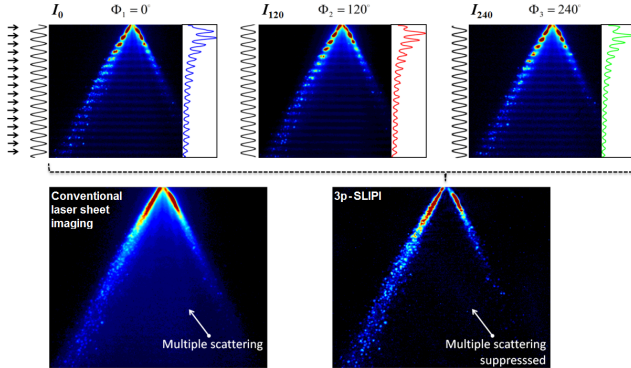 I0 Φ1 = 0°
I120 Φ2 = 120°
I240 Φ3 = 240°
Conventional
laser sheet
imaging
Multiple scattering
3p-SLIPI
Multiple scattering
suppresssed